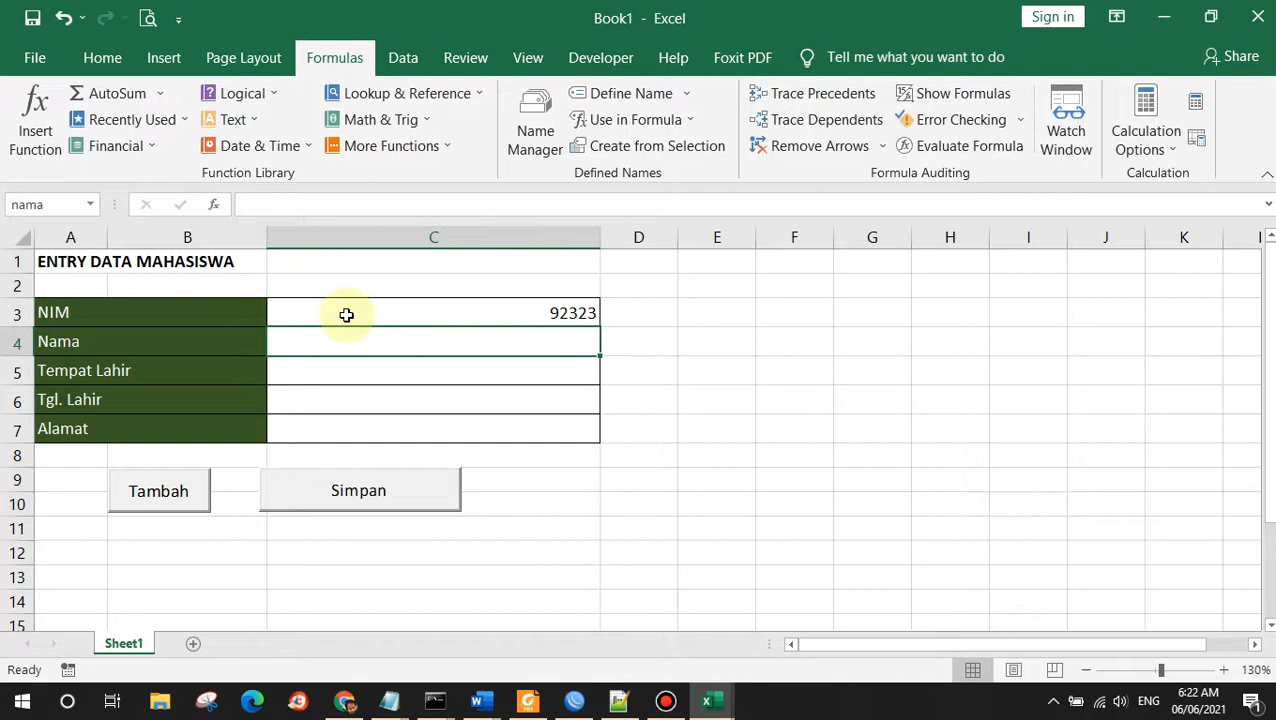 Book1 - Excel
Sign in
File Home Insert Page Layout Formulas Data Review View Developer Help Foxit PDF Tell me what you want to do Share
fx Insert Function
AutoSum
Recently Used
Financial
Logical
Text
Date & Time
Lookup & Reference
Math & Trig
More Functions
Function Library
Name Manager
Define Name
Use in Formula
Create from Selection
Defined Names
Trace Precedents
Trace Dependents
Remove Arrows
Show Formulas
Error Checking
Evaluate Formula
Formula Auditing
Watch Window
Calculation Options
Calculation
nama fx
A B C D E F G H I J K
1 ENTRY DATA MAHASISWA
2
3 NIM 92323
4 Nama
5 Tempat Lahir
6 Tgl. Lahir
7 Alamat
8
9
Tambah Simpan
10
11
12
13
14
15
Sheet1
Ready 130%
ENG
6:22 AM
06/06/2021